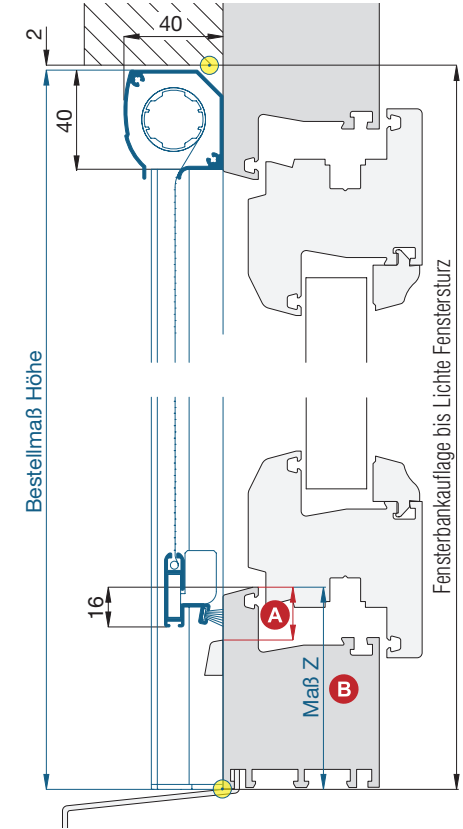 2
40
40
Bestellmaß Höhe
Fensterbankauflage bis Lichte Fenstersturz
16
A
Maß Z
B